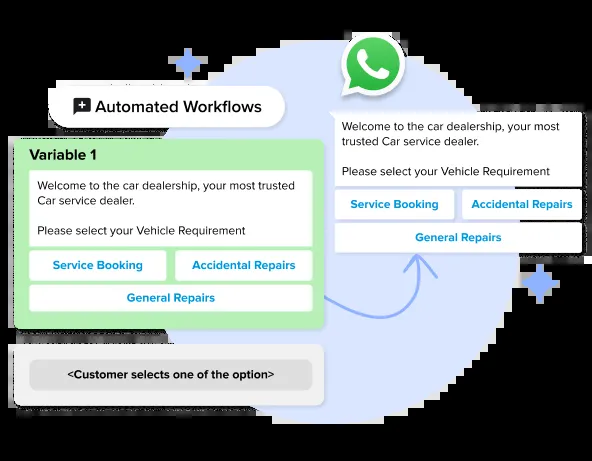 Automated Workflows
Variable 1
Welcome to the car dealership, your most trusted
Car service dealer.
Please select your Vehicle Requirement
Service Booking
Accidental Repairs
General Repairs
<Customer selects one of the option>
Welcome to the car dealership, your most
trusted Car service dealer.
Please select your Vehicle Requirement
Service Booking
Accidental Repairs
General Repairs